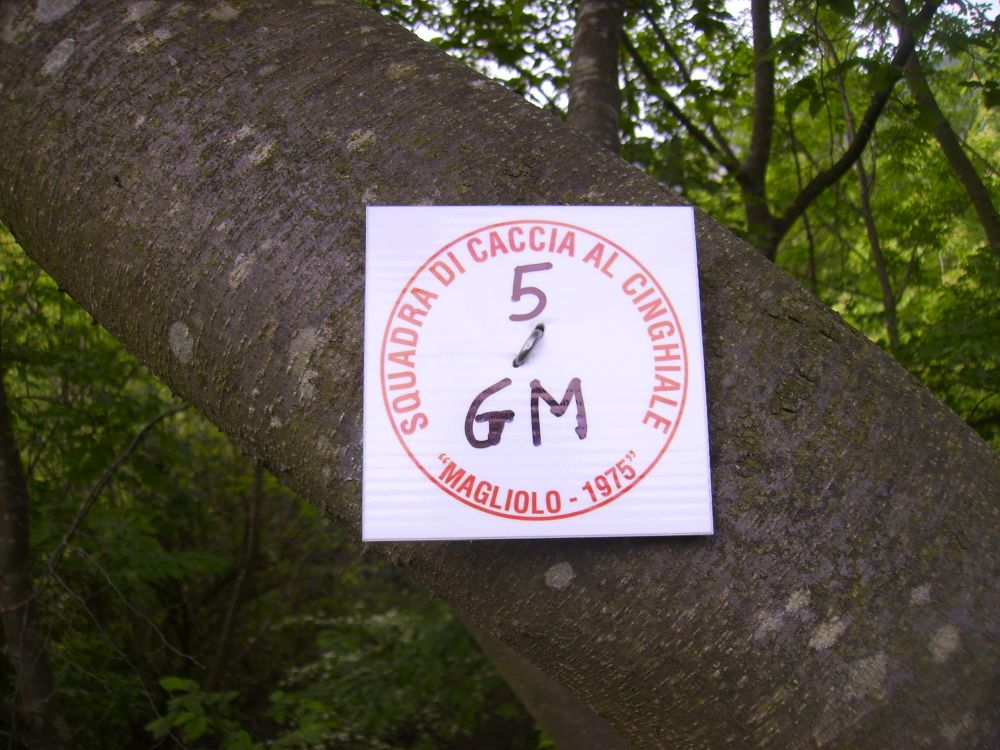 SQUADRA DI CACCIA AL CINGHIALE
5
GM
"MAGLIOLO - 1975"